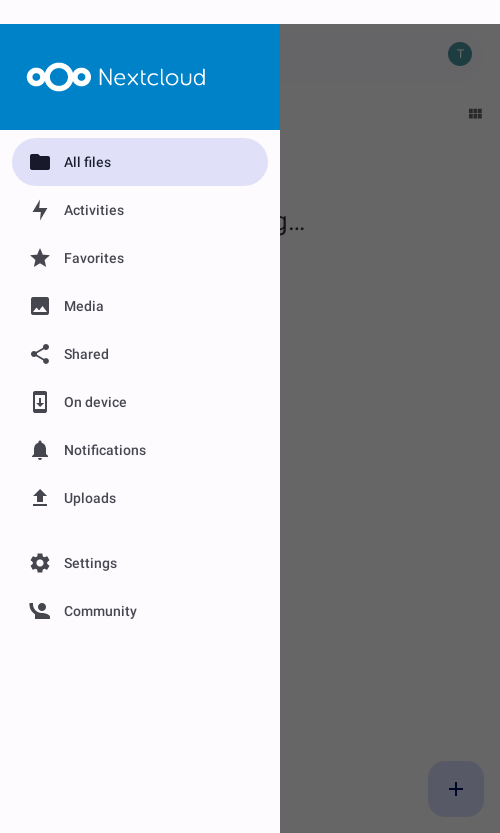 Nextcloud
T
All files
Activities
g...
Favorites
Media
Shared
On device
Notifications
Uploads
Settings
Community